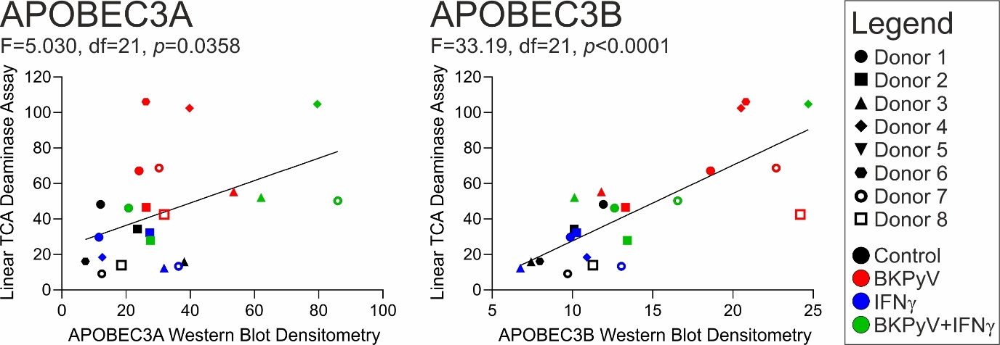 APOBEC3A
F=5.030, df=21, p=0.0358
Linear TCA Deaminase Assay
120
100
80
60
40
20
0
0 20 40 60 80 100
APOBEC3A Western Blot Densitometry
APOBEC3B
F=33.19, df=21, p<0.0001
Linear TCA Deaminase Assay
120
100
80
60
40
20
0
5 10 15 20 25
APOBEC3B Western Blot Densitometry
Legend
Donor 1
Donor 2
Donor 3
Donor 4
Donor 5
Donor 6
Donor 7
Donor 8
Control
BKPyV
IFNγ
BKPyV+IFNγ